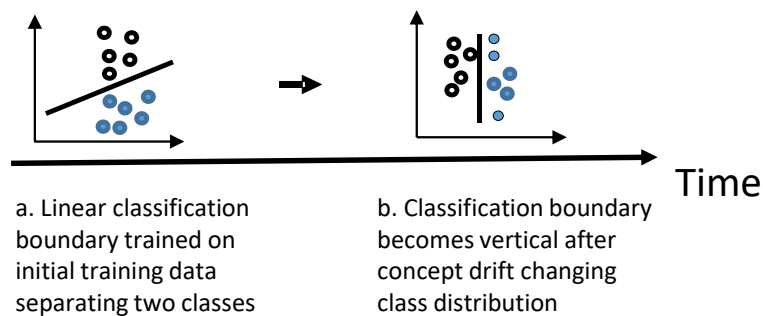 Time
a. Linear classification
boundary trained on
initial training data
separating two classes
b. Classification boundary
becomes vertical after
concept drift changing
class distribution